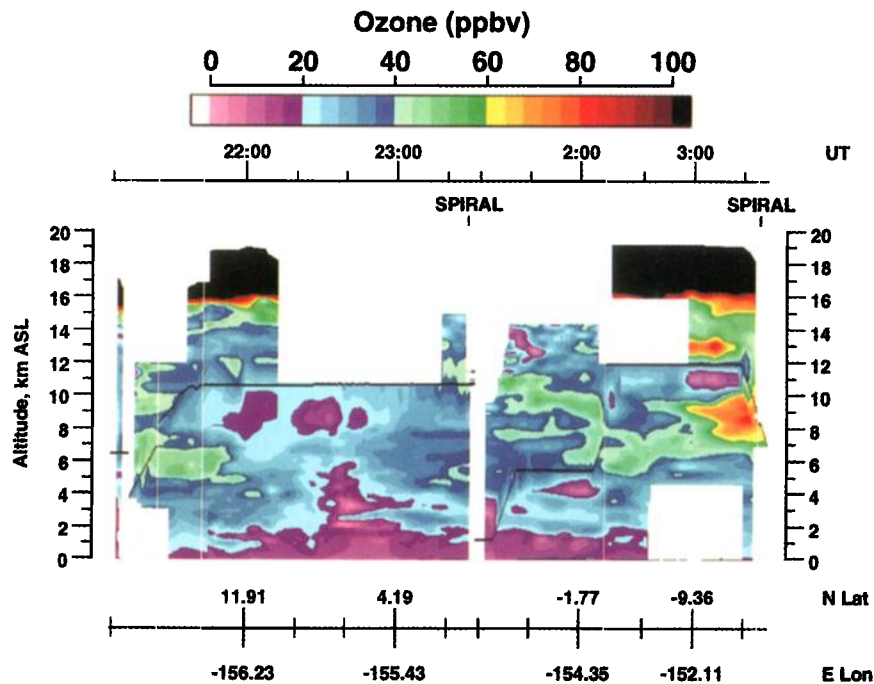 Ozone (ppbv)
0 20 40 60 80 100
22:00 23:00 2:00 3:00 UT
SPIRAL SPIRAL
20 20
18 18
16 16
14 14
12 12
10 10
8 8
6 6
4 4
2 2
0 0
Altitude, km ASL
11.91 4.19 -1.77 -9.36 N Lat
-156.23 -155.43 -154.35 -152.11 E Lon